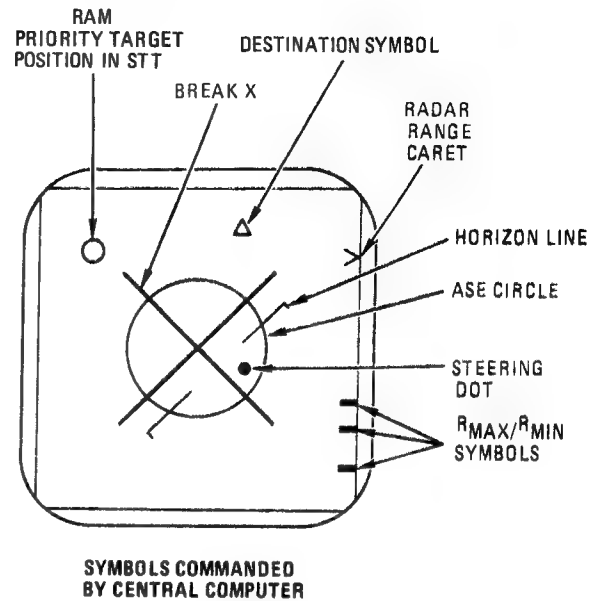 RAM
PRIORITY TARGET
POSITION IN STT
DESTINATION SYMBOL
BREAK X
RADAR
RANGE
CARET
HORIZON LINE
ASE CIRCLE
STEERING
DOT
RMAX/RMIN
SYMBOLS
SYMBOLS COMMANDED
BY CENTRAL COMPUTER